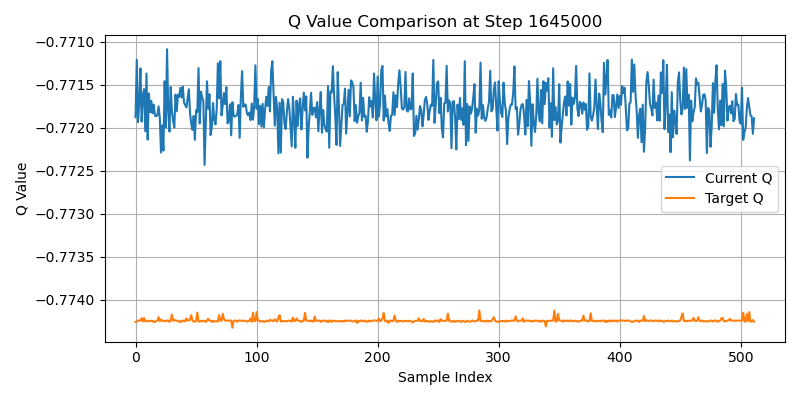 Q Value Comparison at Step 1645000
Q Value
−0.7710
−0.7715
−0.7720
−0.7725
−0.7730
−0.7735
−0.7740
Current Q
Target Q
0
100
200
300
400
500
Sample Index